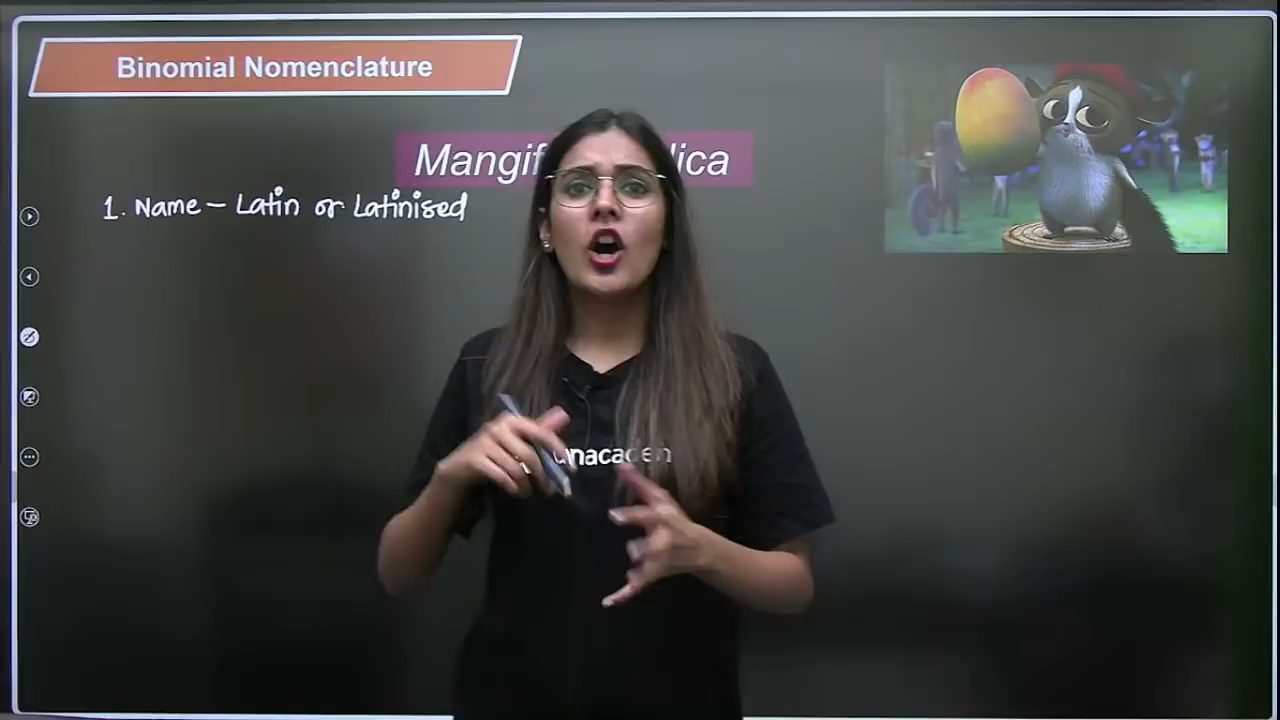 Binomial Nomenclature
1. Name – Latin or Latinised